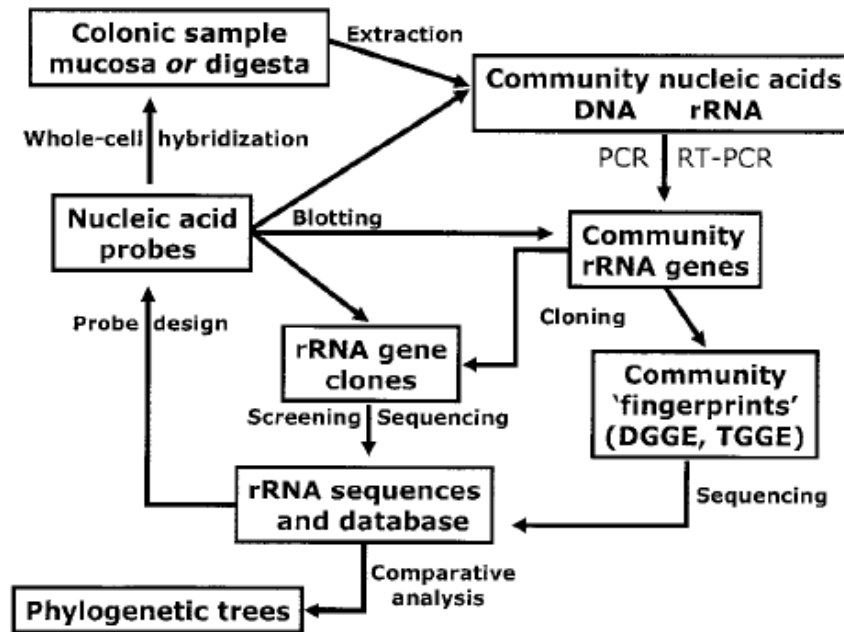 Colonic sample
mucosa or digesta
Extraction
Community nucleic acids
DNA rRNA
Whole-cell hybridization
PCR RT-PCR
Nucleic acid
probes
Blotting
Community
rRNA genes
Probe design
Cloning
rRNA gene
clones
Community
‘fingerprints’
(DGGE, TGGE)
Screening Sequencing
rRNA sequences
and database
Sequencing
Comparative
analysis
Phylogenetic trees